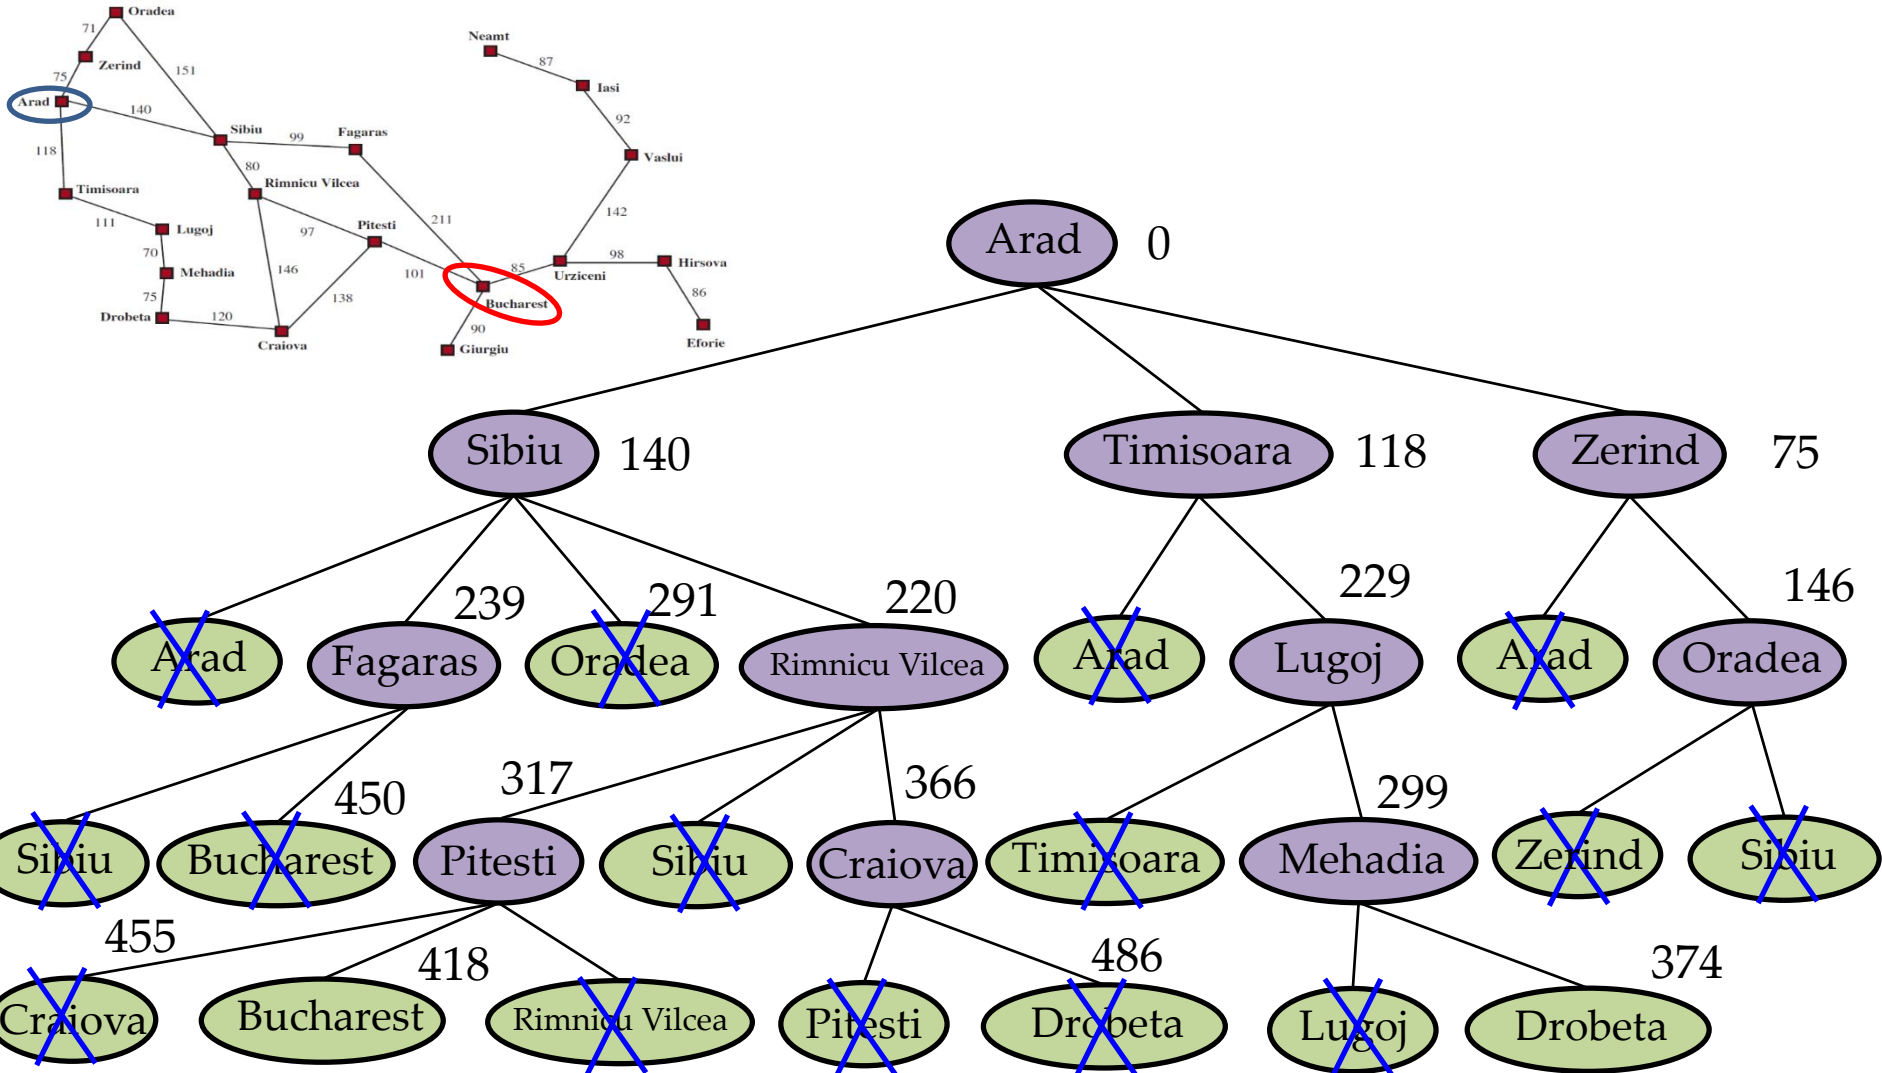 Oradea
71
Neamt
Zerind
87
151
75
Iasi
Arad
140
92
Sibiu
99
Fagaras
118
80
Vaslui
Timisoara
Rimnicu Vilcea
111
Lugoj
97
Pitesti
211
142
70
Mehadia
146
101
85
98
Hirsova
Urziceni
75
138
Bucharest
86
Drobeta
120
90
Craiova
Giurgiu
Eforie
Arad 0
Sibiu 140
Timisoara 118
Zerind 75
239
291
220
229
146
Arad
Fagaras
Oradea
Rimnicu Vilcea
Arad
Lugoj
Arad
Oradea
450
317
366
299
Sibiu
Bucharest
Pitesti
Sibiu
Craiova
Timisoara
Mehadia
Zerind
Sibiu
455
418
486
374
Craiova
Bucharest
Rimnicu Vilcea
Pitesti
Drobeta
Lugoj
Drobeta